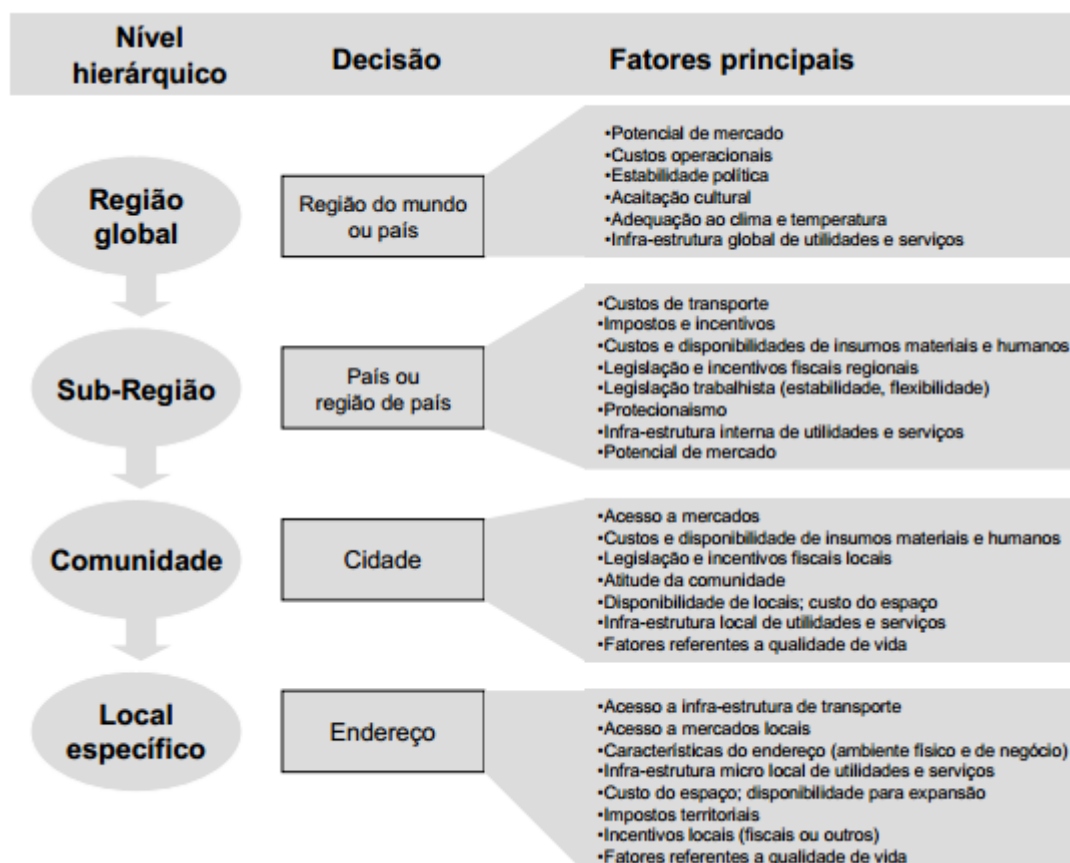 Nível hierárquico
Decisão
Fatores principais
Região global
Região do mundo ou país
•Potencial de mercado
•Custos operacionais
•Estabilidade política
•Acaitação cultural
•Adequação ao clima e temperatura
•Infra-estrutura global de utilidades e serviços
Sub-Região
País ou região de país
•Custos de transporte
•Impostos e incentivos
•Custos e disponibilidades de insumos materiais e humanos
•Legislação e incentivos fiscais regionais
•Legislação trabalhista (estabilidade, flexibilidade)
•Protecionaismo
•Infra-estrutura interna de utilidades e serviços
•Potencial de mercado
Comunidade
Cidade
•Acesso a mercados
•Custos e disponibilidade de insumos materiais e humanos
•Legislação e incentivos fiscais locais
•Atitude da comunidade
•Disponibilidade de locais; custo do espaço
•Infra-estrutura local de utilidades e serviços
•Fatores referentes a qualidade de vida
Local específico
Endereço
•Acesso a infra-estrutura de transporte
•Acesso a mercados locais
•Características do endereço (ambiente físico e de negócio)
•Infra-estrutura micro local de utilidades e serviços
•Custo do espaço; disponibilidade para expansão
•Impostos territoriais
•Incentivos locais (fiscais ou outros)
•Fatores referentes a qualidade de vida